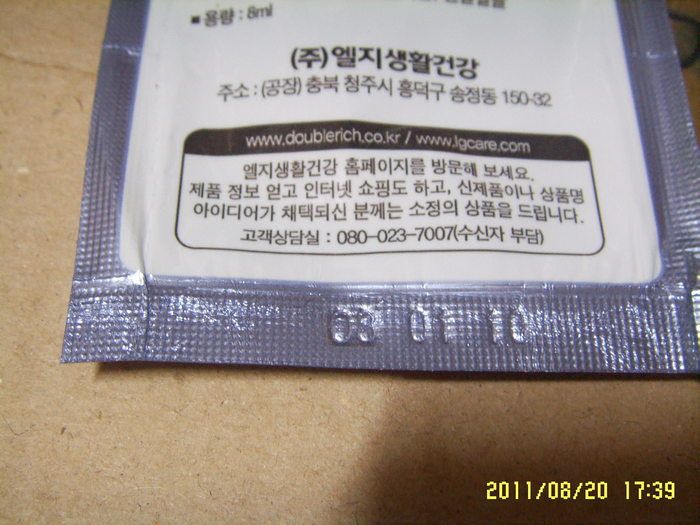 ■ 용량 : 8ml
(주)엘지생활건강
주소 : (공장) 충북 청주시 흥덕구 송정동 150-32
www.doublerich.co.kr / www.lgcare.com
엘지생활건강 홈페이지를 방문해 보세요.
제품 정보 얻고 인터넷 쇼핑도 하고, 신제품이나 상품명
아이디어가 채택되신 분께는 소정의 상품을 드립니다.
고객상담실 : 080-023-7007(수신자 부담)
03 01 10
2011/08/20 17:39